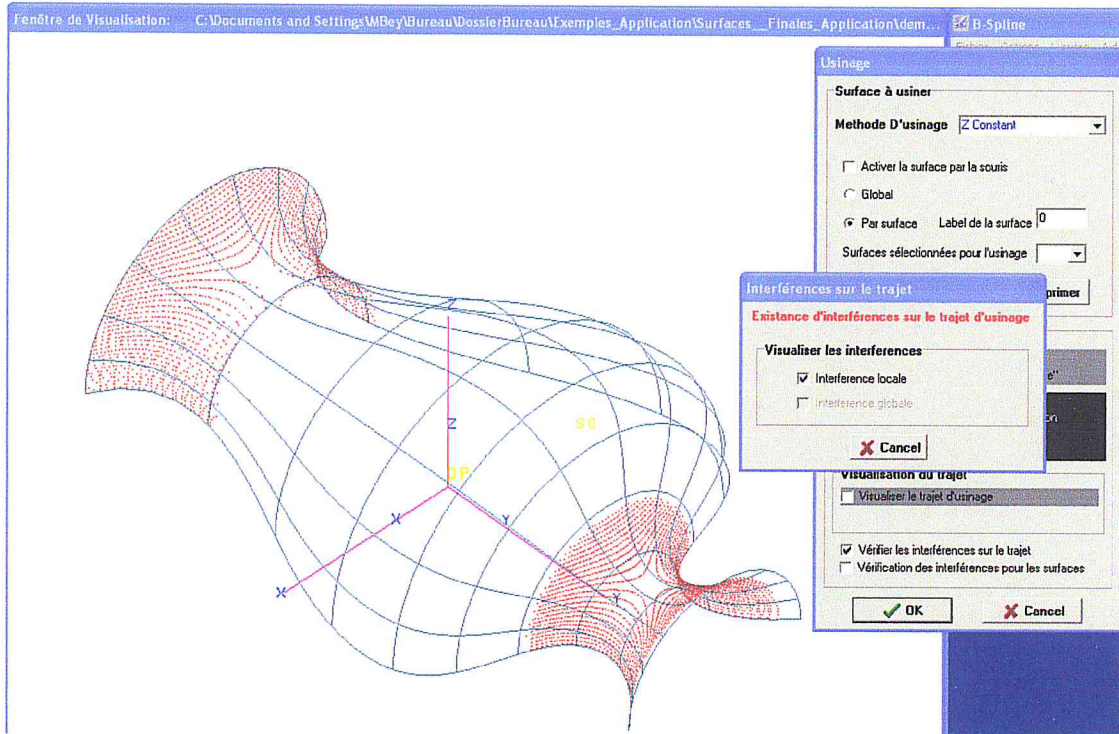 Fenêtre de Visualisation: C:\Documents and Settings\MBey\Bureau\DossierBureau\Exemples_Application\Surfaces__Finales_Application\dem...
B-Spline
Usinage
Surface à usiner
Methode D'usinage Z Constant
Activer la surface par la souris
Global
Par surface Label de la surface 0
Surfaces sélectionnées pour l'usinage
primer
Interférences sur le trajet
Existance d'interférences sur le trajet d'usinage
Visualiser les interferences
Interference locale
Interference globale
Cancel
e"
on
Visualisation du trajet
Visualiser le trajet d'usinage
Vérifier les interférences sur le trajet
Vérification des interférences pour les surfaces
OK Cancel
Z
Z
S0
OP
X
Y
X
Y